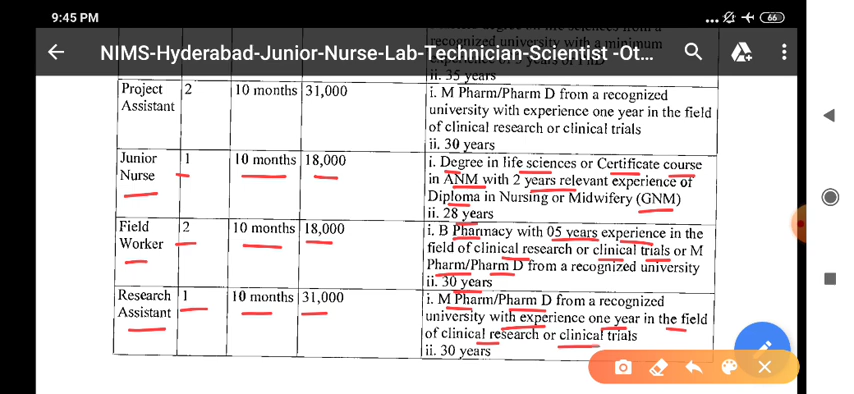 9:45 PM
66
NIMS-Hyderabad-Junior-Nurse-Lab-Technician-Scientist -Ot...
recognized university with a minimum
ii. 35 years
Project Assistant
2
10 months
31,000
i. M Pharm/Pharm D from a recognized
university with experience one year in the field
of clinical research or clinical trials
ii. 30 years
Junior Nurse
1
10 months
18,000
i. Degree in life sciences or Certificate course
in ANM with 2 years relevant experience of
Diploma in Nursing or Midwifery (GNM)
ii. 28 years
Field Worker
2
10 months
18,000
i. B Pharmacy with 05 years experience in the
field of clinical research or clinical trials or M
Pharm/Pharm D from a recognized university
ii. 30 years
Research Assistant
1
10 months
31,000
i. M Pharm/Pharm D from a recognized
university with experience one year in the field
of clinical research or clinical trials
ii. 30 years